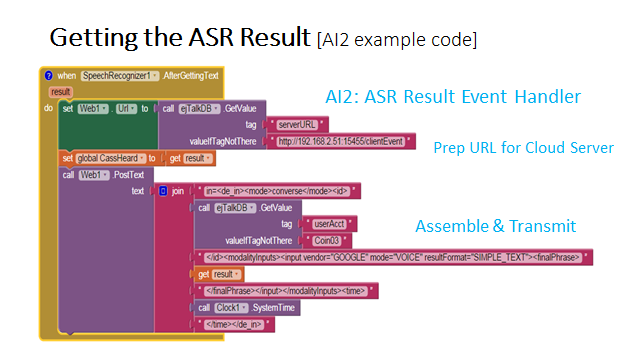 Getting the ASR Result [AI2 example code]
when SpeechRecognizer1 .AfterGettingText
result
AI2: ASR Result Event Handler
do set Web1 . Url to call ejTalkDB .GetValue
tag " serverURL "
valueIfTagNotThere " http://192.168.2.51:15455/clientEvent "
Prep URL for Cloud Server
set global CassHeard to get result
call Web1 .PostText
text join " in=<de_in><mode>converse</mode><id> "
call ejTalkDB .GetValue
tag " userAcct "
Assemble & Transmit
valueIfTagNotThere " Coin03 "
" </id><modalityInputs><input vendor="GOOGLE" mode="VOICE" resultFormat="SIMPLE_TEXT"><finalPhrase> "
get result
" </finalPhrase></input></modalityInputs><time> "
call Clock1 .SystemTime
" </time></de_in> "